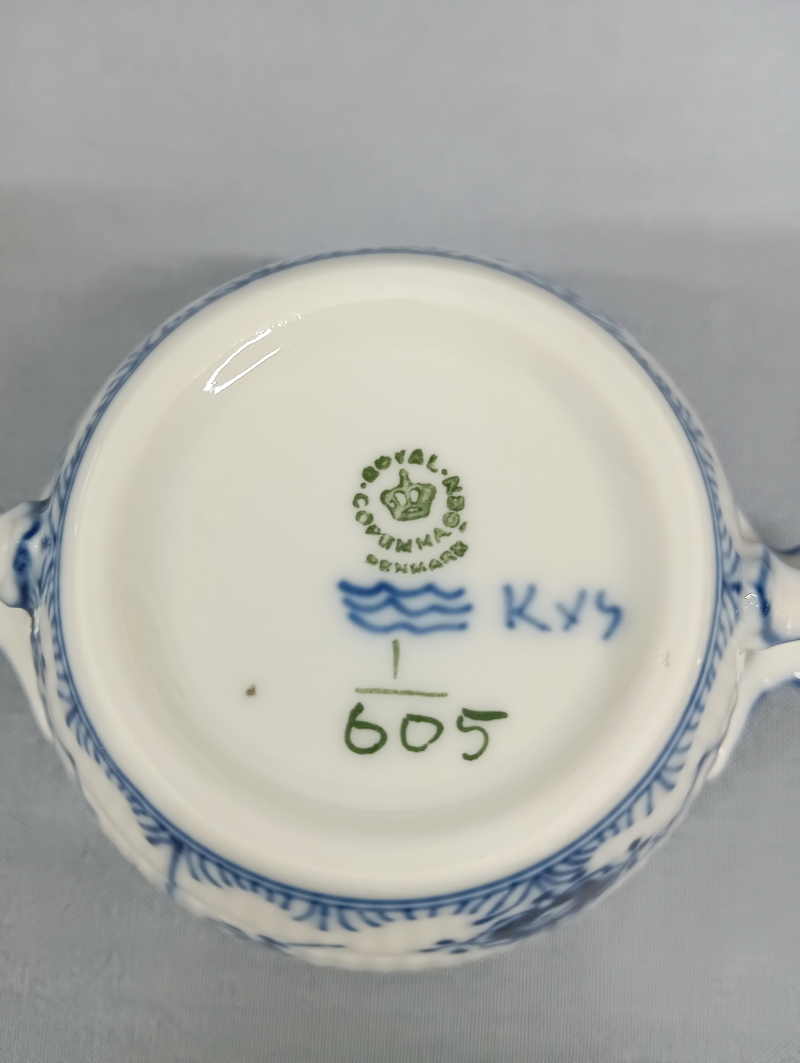 ROYAL
COPENHAGEN
DENMARK
1
605